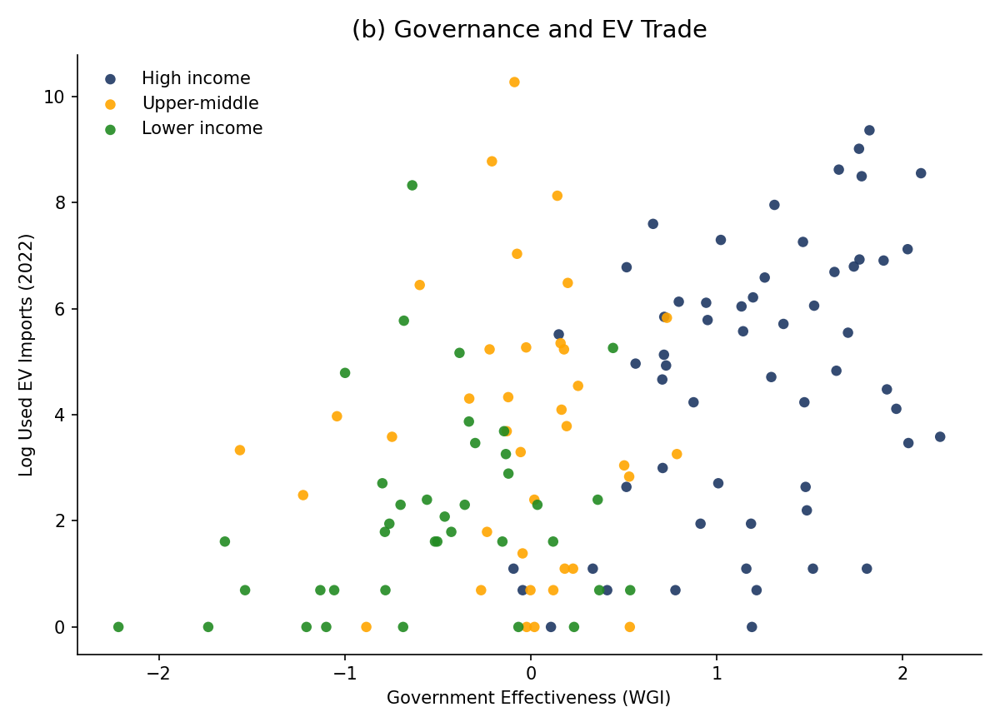 (b) Governance and EV Trade
High income
Upper-middle
Lower income
10
8
6
4
2
0
Log Used EV Imports (2022)
−2
−1
0
1
2
Government Effectiveness (WGI)